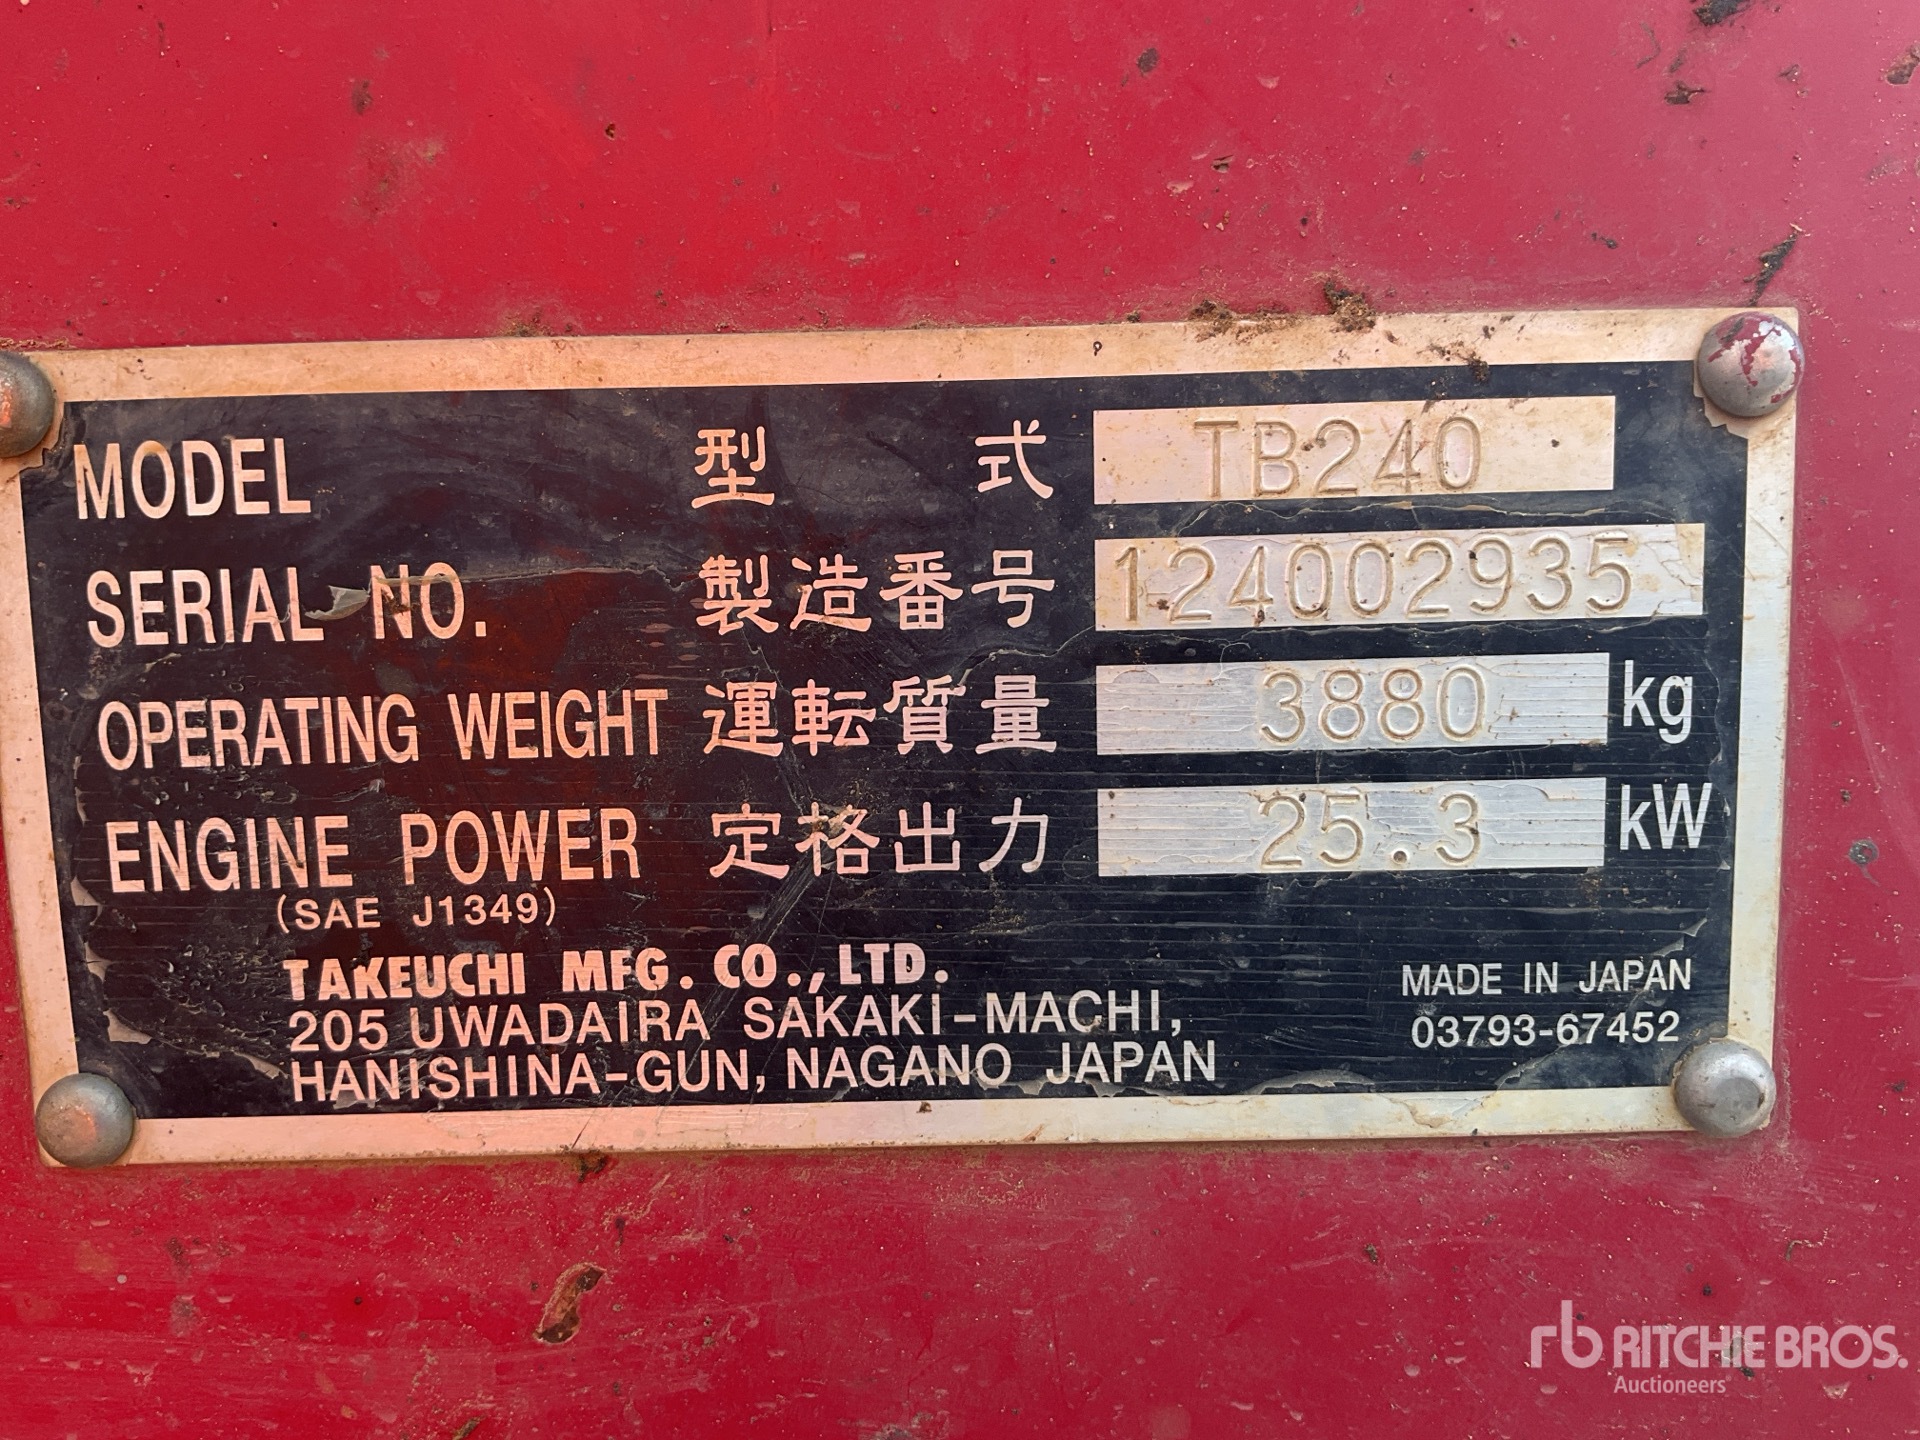 MODEL 型式 TB240
SERIAL NO. 製造番号 124002935
OPERATING WEIGHT 運転質量 3880 kg
ENGINE POWER 定格出力 25.3 kW
(SAE J1349)
TAKEUCHI MFG. CO., LTD.
205 UWADAIRA SAKAKI-MACHI,
HANISHINA-GUN, NAGANO JAPAN
MADE IN JAPAN
03793-67452
rb RITCHIE BROS.
Auctioneers